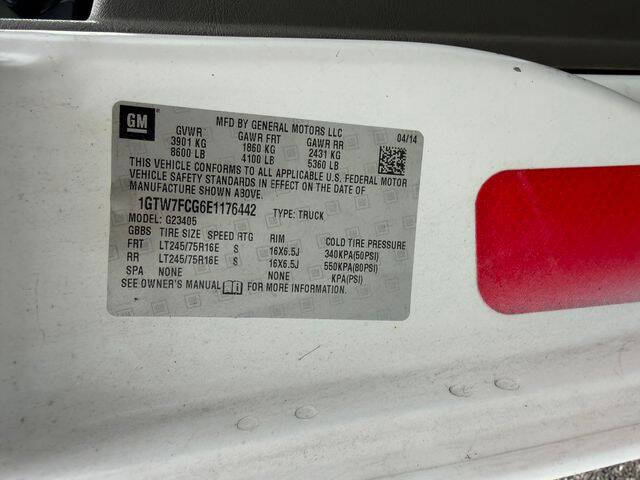 GM
MFD BY GENERAL MOTORS LLC
04/14
GVWR GAWR FRT GAWR RR
3901 KG 1860 KG 2431 KG
8600 LB 4100 LB 5360 LB
THIS VEHICLE CONFORMS TO ALL APPLICABLE U.S. FEDERAL MOTOR
VEHICLE SAFETY STANDARDS IN EFFECT ON THE DATE OF
MANUFACTURE SHOWN ABOVE.
1GTW7FCG6E1176442 TYPE: TRUCK
MODEL: G23405
GBBS TIRE SIZE SPEED RTG RIM COLD TIRE PRESSURE
FRT LT245/75R16E S 16X6.5J 340KPA(50PSI)
RR LT245/75R16E S 16X6.5J 550KPA(80PSI)
SPA NONE NONE KPA(PSI)
SEE OWNER'S MANUAL FOR MORE INFORMATION.